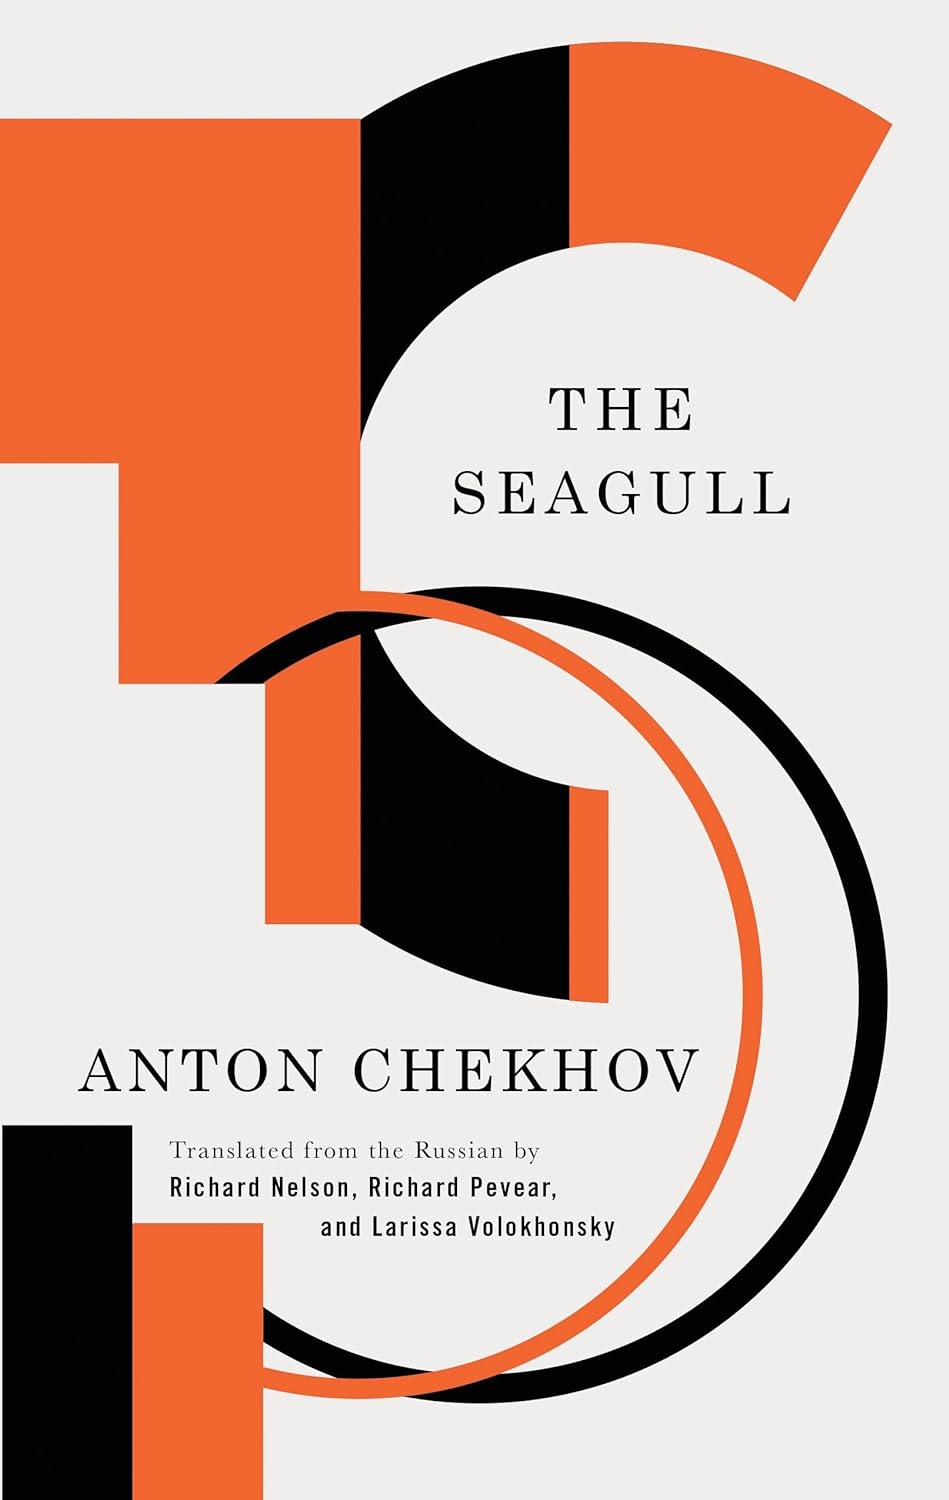 THE
SEAGULL
ANTON CHEKHOV
Translated from the Russian by
Richard Nelson, Richard Pevear,
and Larissa Volokhonsky